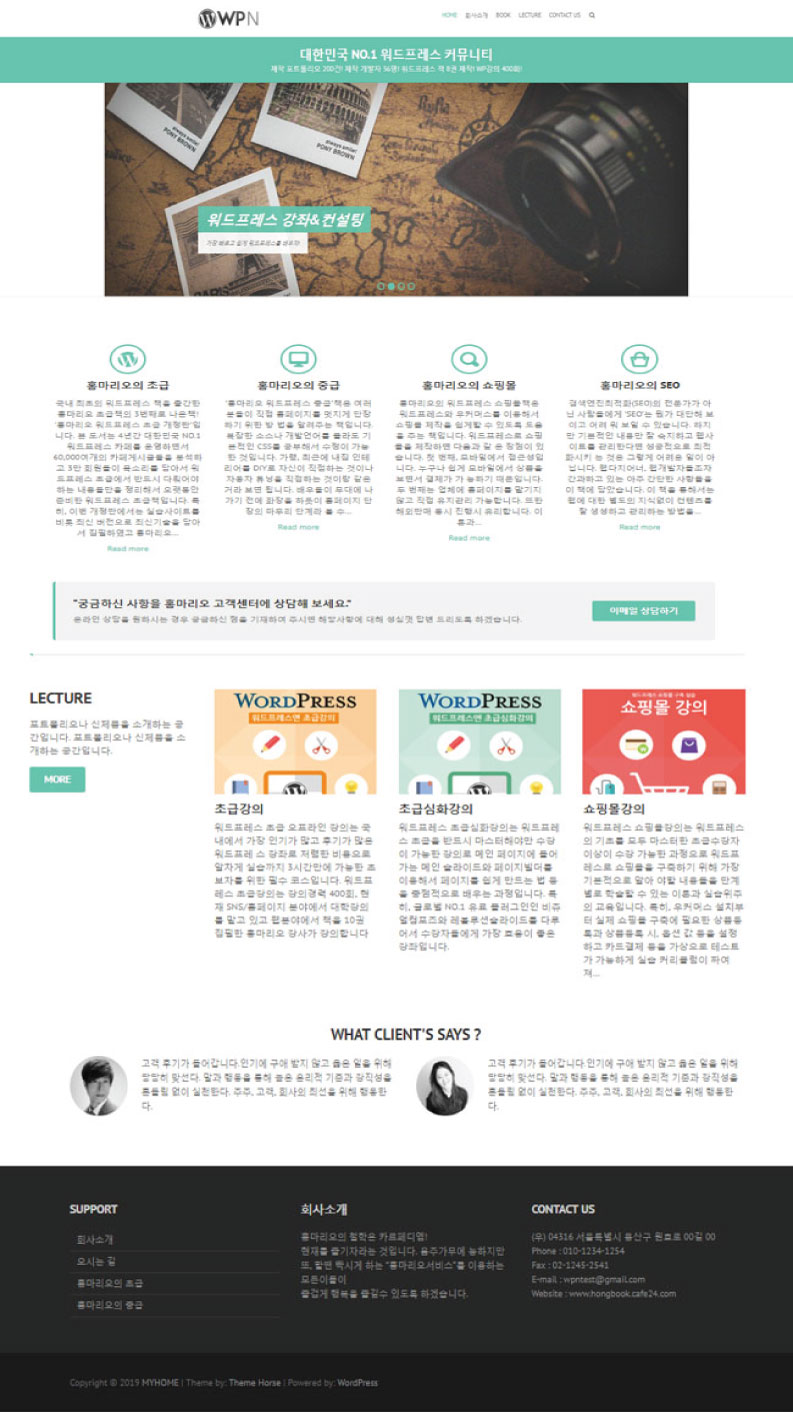 WPN
HOME 회사소개 BOOK LECTURE CONTACT US
대한민국 NO.1 워드프레스 커뮤니티
제작 포트폴리오 200건! 제작 개발자 56명! 워드프레스 책 8권 제작! WP강의 400회!
always smile!
PONY BROWN
always smile!
PONY BROWN
PARIS
워드프레스 강좌&컨설팅
가장 빠르고 쉽게 워드프레스를 배우자!
홍마리오의 초급
국내 최초의 워드프레스 책을 출간한
홍마리오 초급책의 3번째로 나온책!
'홍마리오 워드프레스 초급 개정판'입
니다. 본 도서는 4년간 대한민국 NO.1
워드프레스 카페를 운영하면서
60,000여개의 카페게시글들을 분석하
고 3만 회원들의 목소리를 담아서 워
드프레스 초급에서 반드시 다뤄어야
하는 내용들만을 정리해서 오랫동안
준비한 워드프레스 초급책입니다. 특
히, 이번 개정판에서는 실습사이트를
비롯 최신 버전으로 최신기술을 담아
서 집필하였고 홍마리오...
Read more
홍마리오의 중급
'홍마리오 워드프레스 중급'책은 여러
분들이 직접 홈페이지를 멋지게 단장
하기 위한 방 법을 알려주는 책입니다.
복잡한 소스나 개발언어를 몰라도 기
본적인 CSS를 공부해서 수정이 가능
한 것입니다. 가령, 최근에 내집 인테
리어를 DIY로 자신이 직접하는 것이나
자동차 튜닝을 직접하는 것이랑 같은
거라 보면 됩니다. 배우들이 무대에 나
가기 전에 화장을 하듯이 홈페이지 단
장의 마무리 단계라 볼 수...
Read more
홍마리오의 쇼핑몰
홍마리오의 워드프레스 쇼핑몰책은
워드프레스와 우커머스를 이용해서
쇼핑몰 제작을 쉽게할 수 있도록 도움
을 주는 책입니다. 워드프레스로 쇼핑
몰을 제작하면 다음과 같 은 장점이 있
습니다. 첫 번째, 모바일에서 접근성입
니다. 누구나 쉽게 모바일에서 상품을
보면서 결제가 가 능하기 때문입니다.
두 번째는 업체에 홈페이지를 맡기지
않고 직접 유지관리 가능합니다. 또한
해외판매 동시 진행시 유리합니다. 이
론과...
Read more
홍마리오의 SEO
검색엔진최적화(SEO)의 전문가가 아
닌 사람들에게 'SEO'는 뭔가 대단해 보
이고 어려 워 보일 수 있습니다. 하지
만 기본적인 내용만 잘 숙지하고 웹사
이트를 관리한다면 성공적으로 최적
화시키 는 것은 그렇게 어려운 일이 아
닙니다. 웹디자이너, 웹개발자들조차
간과하고 있는 아주 간단한 사항들을
이 책에 담았습니다. 이 책을 통해서는
웹에 대한 별도의 지식없이 컨텐츠를
잘 생성하고 관리하는 방법을...
Read more
"궁금하신 사항을 홍마리오 고객센터에 상담해 보세요."
온라인 상담을 원하시는 경우 궁금하신 점을 기재하여 주시면 해당사항에 대해 성실껏 답변 드리도록 하겠습니다.
이메일 상담하기
LECTURE
포트폴리오나 신제품을 소개하는 공
간입니다. 포트폴리오나 신제품을 소
개하는 공간입니다.
MORE
WORDPRESS
워드프레스앤 초급강의
초급강의
워드프레스 초급 오프라인 강의는 국
내에서 가장 인기가 많고 후기가 많은
워드프레 스 강좌로 저렴한 비용으로
알차게 실습까지 3시간만에 가능한 초
보자를 위한 필수 코스입니다. 워드프
레스 초급강의는 강의경력 400회, 현
재 SNS/홈페이지 분야에서 대학강의
를 맡고 있고 웹분야에서 책을 10권
집필한 홍마리오 강사가 강의합니다
WORDPRESS
워드프레스앤 초급심화강의
초급심화강의
워드프레스 초급심화강의는 워드프레
스 초급을 반드시 마스터해야만 수강
이 가능한 강의로 메인 페이지에 들어
가는 메인 슬라이드와 페이지빌더를
이용해서 페이지를 쉽게 만드는 법 등
을 중점적으로 배우는 과정입니다. 특
히, 글로벌 NO.1 유로 플러그인인 비쥬
얼컴포즈와 레볼루션슬라이드를 다루
어서 수강자들에게 가장 호응이 좋은
강좌입니다.
워드프레스 쇼핑몰 구축 실습
쇼핑몰 강의
쇼핑몰강의
워드프레스 쇼핑몰강의는 워드프레스
의 기초를 모두 마스터한 초급수강자
이상이 수강 가능한 과정으로 워드프
레스로 쇼핑몰을 구축하기 위해 가장
기본적으로 알아 야할 내용들을 단계
별로 학습할 수 있는 이론과 실습위주
의 교육입니다. 특히, 우커머스 설치부
터 실제 쇼핑몰 구축에 필요한 상품등
록과 상품등록 시, 옵션 값 등을 설정
하고 카드결제 등을 가상으로 테스트
가 가능하게 실습 커리큘럼이 짜여
져...
WHAT CLIENT'S SAYS ?
고객 후기가 들어갑니다.인기에 구애 받지 않고 옳은 일을 위해
당당히 맞선다. 말과 행동을 통해 높은 윤리적 기준과 강직성을
흔들림 없이 실천한다. 주주, 고객, 회사의 최선을 위해 행동한
다.
고객 후기가 들어갑니다.인기에 구애 받지 않고 옳은 일을 위해
당당히 맞선다. 말과 행동을 통해 높은 윤리적 기준과 강직성을
흔들림 없이 실천한다. 주주, 고객, 회사의 최선을 위해 행동한
다.
SUPPORT
회사소개
오시는 길
홍마리오의 초급
홍마리오의 중급
회사소개
홍마리오의 철학은 카르페디엠!
현재를 즐기자라는 것입니다. 음주가무에 능하지만
또, 할땐 빡시게 하는 "홍마리오서비스"를 이용하는
모든이들이
즐겁게 행복을 즐길수 있도록 하겠습니다.
CONTACT US
(우) 04316 서울특별시 용산구 원효로 00길 00
Phone : 010-1234-1254
Fax : 02-1245-2541
E-mail : wpntest@gmail.com
Website : www.hongbook.cafe24.com
Copyright © 2019 MYHOME | Theme by: Theme Horse | Powered by: WordPress